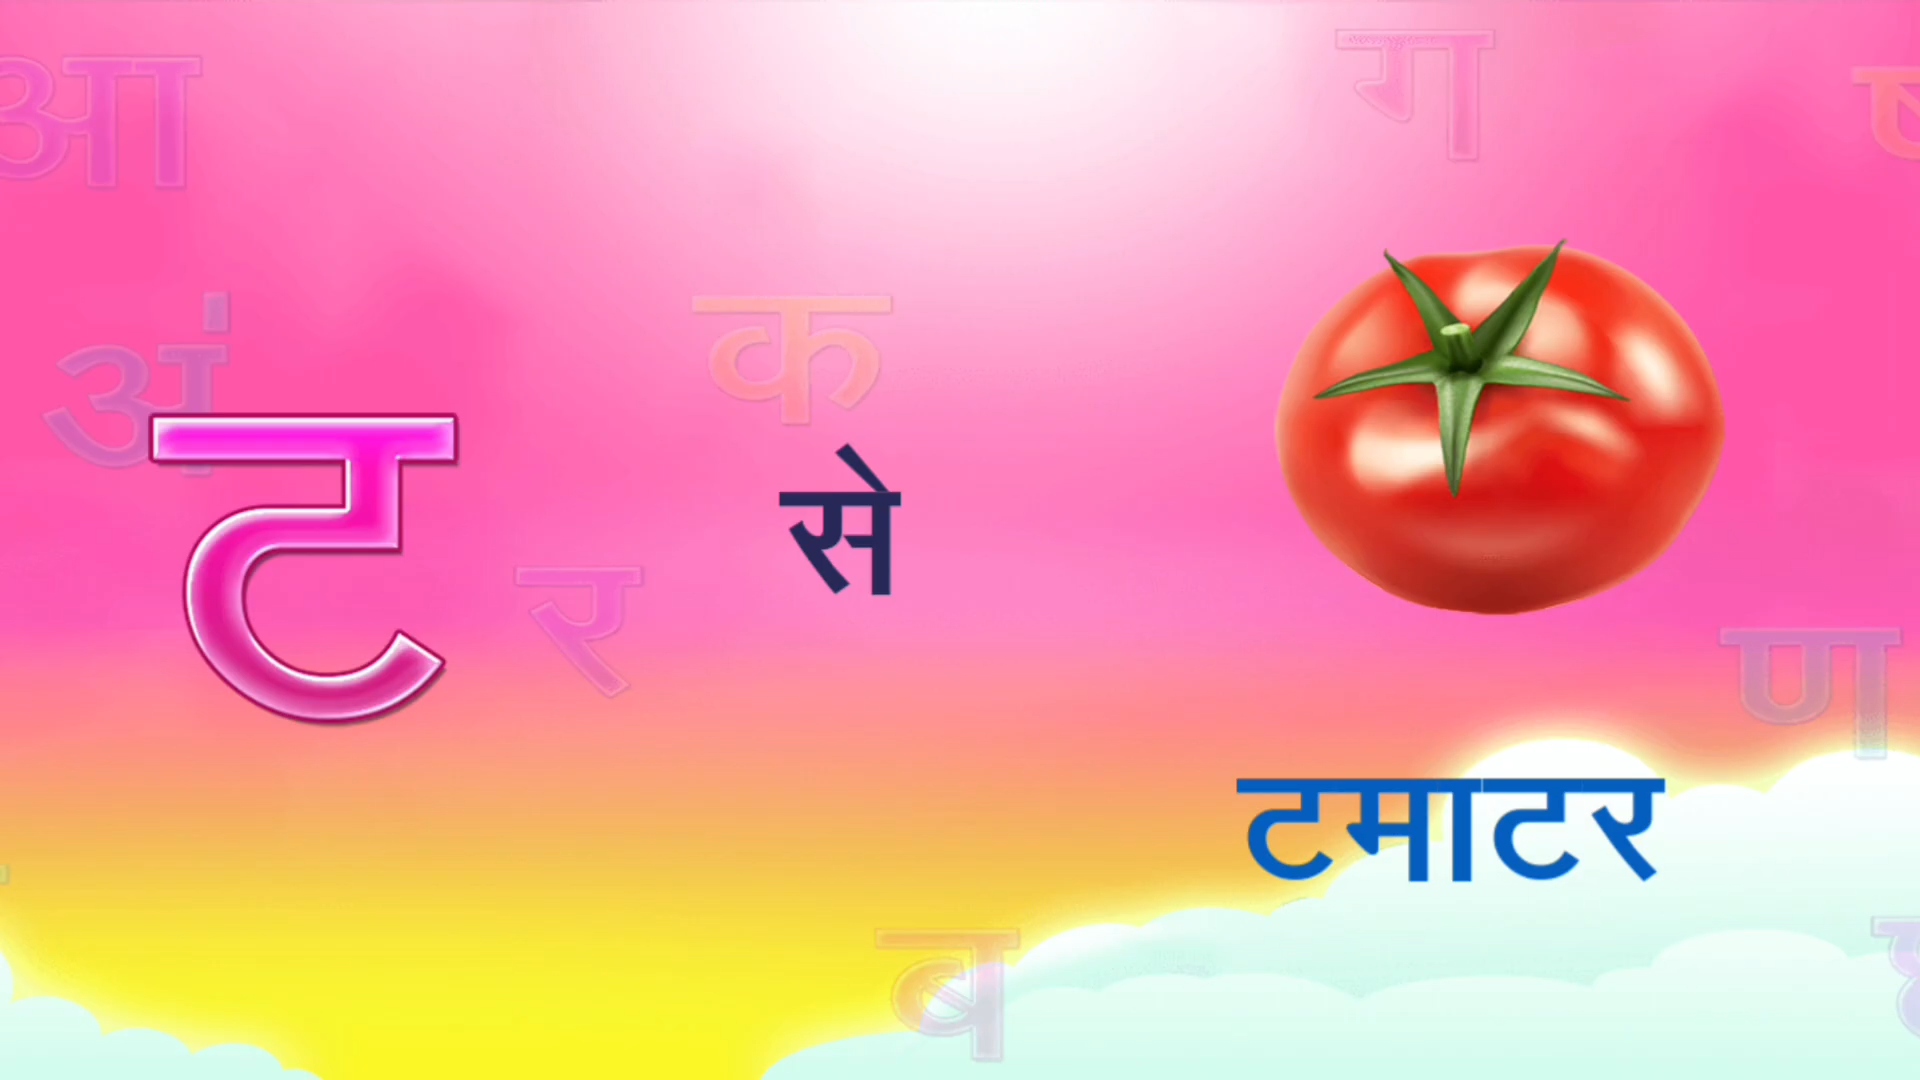 ट से
टमाटर
आ
ग
अं
क
र
ण
ब